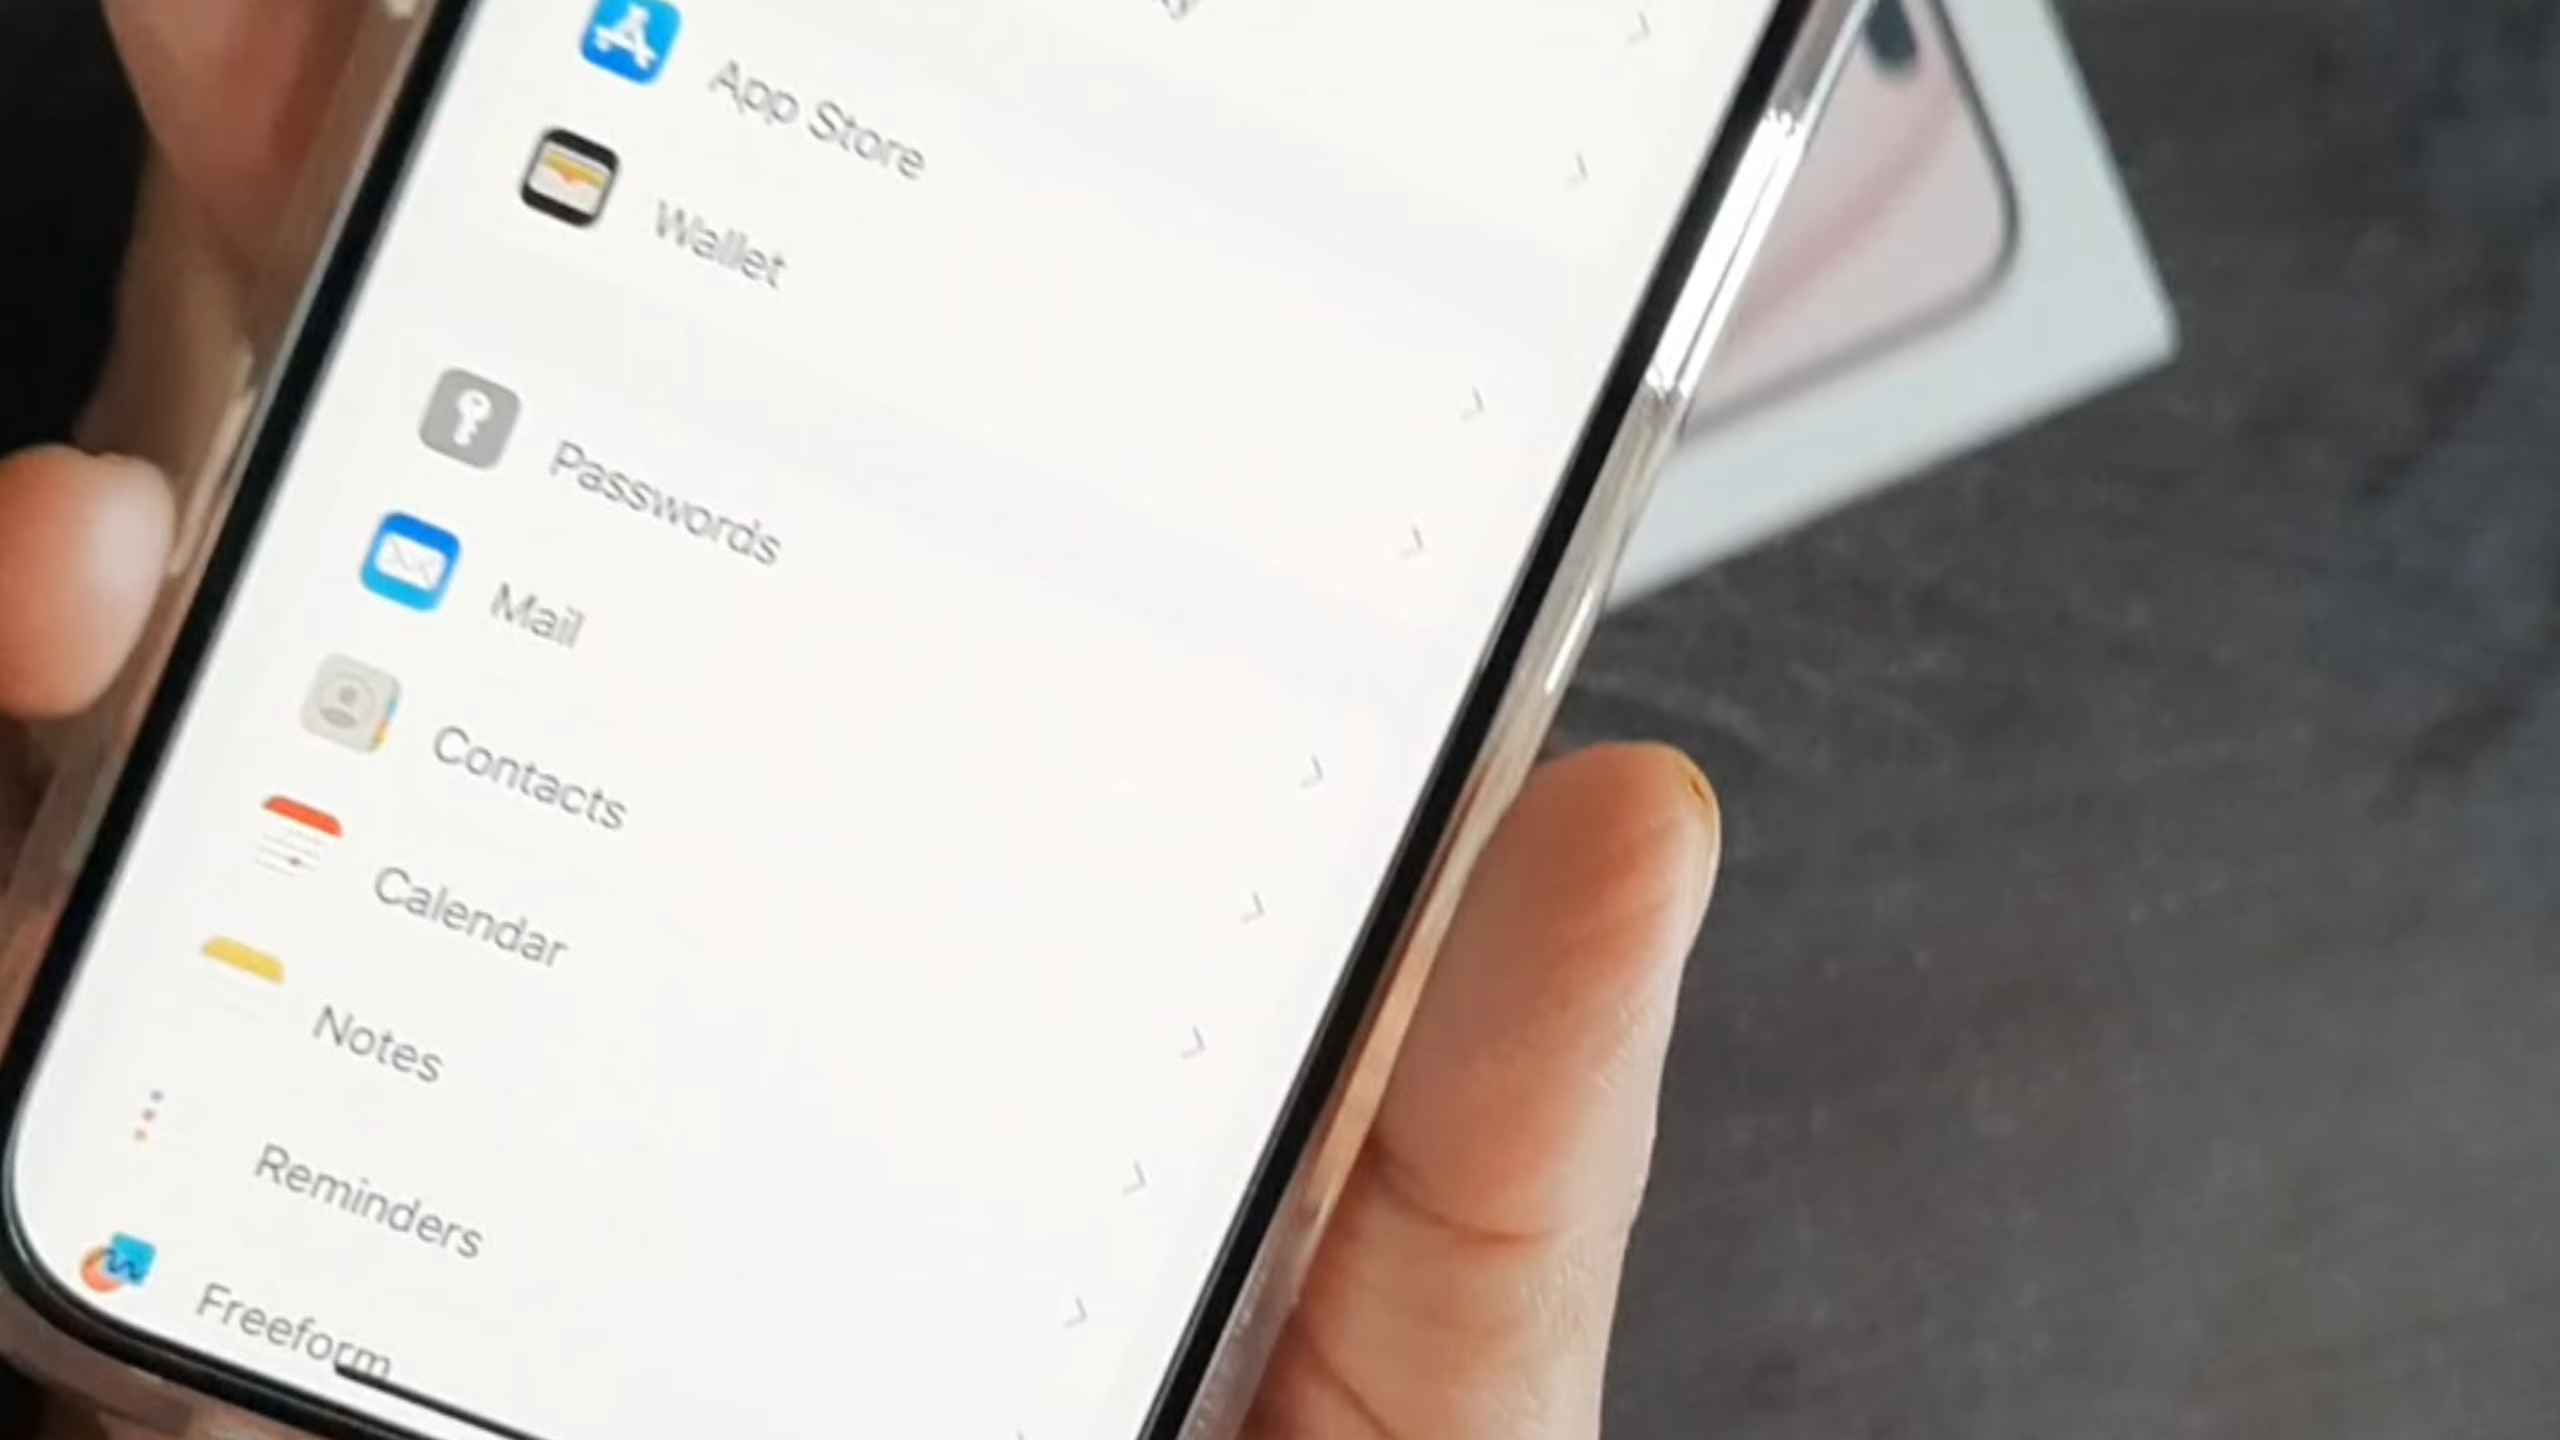 App Store
Wallet
Passwords
Mail
Contacts
Calendar
Notes
Reminders
Freeform